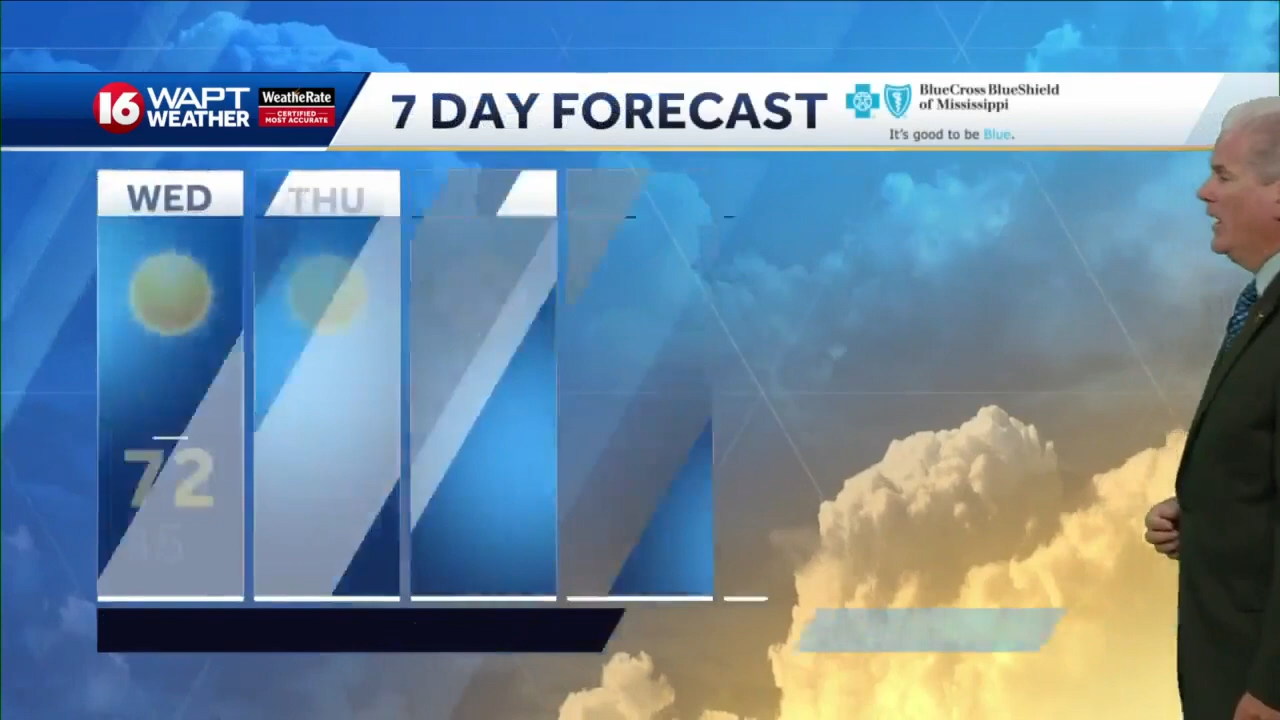 16 WAPT WEATHER
WeatheRate
CERTIFIED
MOST ACCURATE
7 DAY FORECAST
BlueCross BlueShield
of Mississippi
It's good to be Blue.
WED
THU
72
45